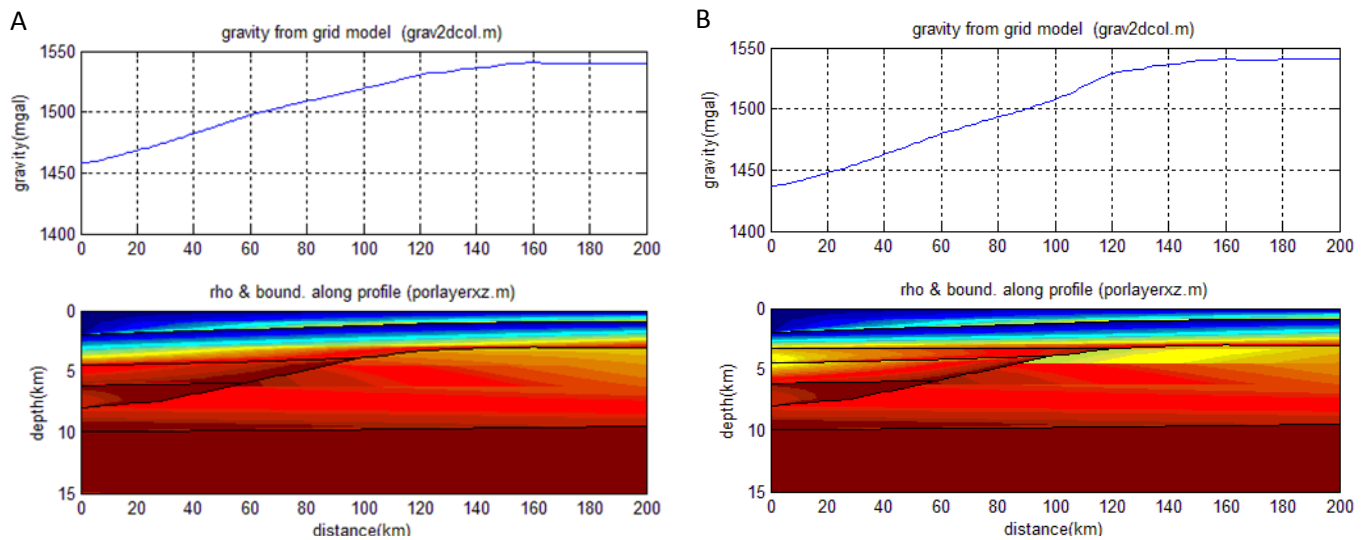 A
gravity from grid model (grav2dcol.m)
gravity(mgal)
1550
1500
1450
1400
0 20 40 60 80 100 120 140 160 180 200
rho & bound. along profile (porlayerxz.m)
depth(km)
0
5
10
15
0 20 40 60 80 100 120 140 160 180 200
distance(km)
B
gravity from grid model (grav2dcol.m)
gravity(mgal)
1550
1500
1450
1400
0 20 40 60 80 100 120 140 160 180 200
rho & bound. along profile (porlayerxz.m)
depth(km)
0
5
10
15
0 20 40 60 80 100 120 140 160 180 200
distance(km)